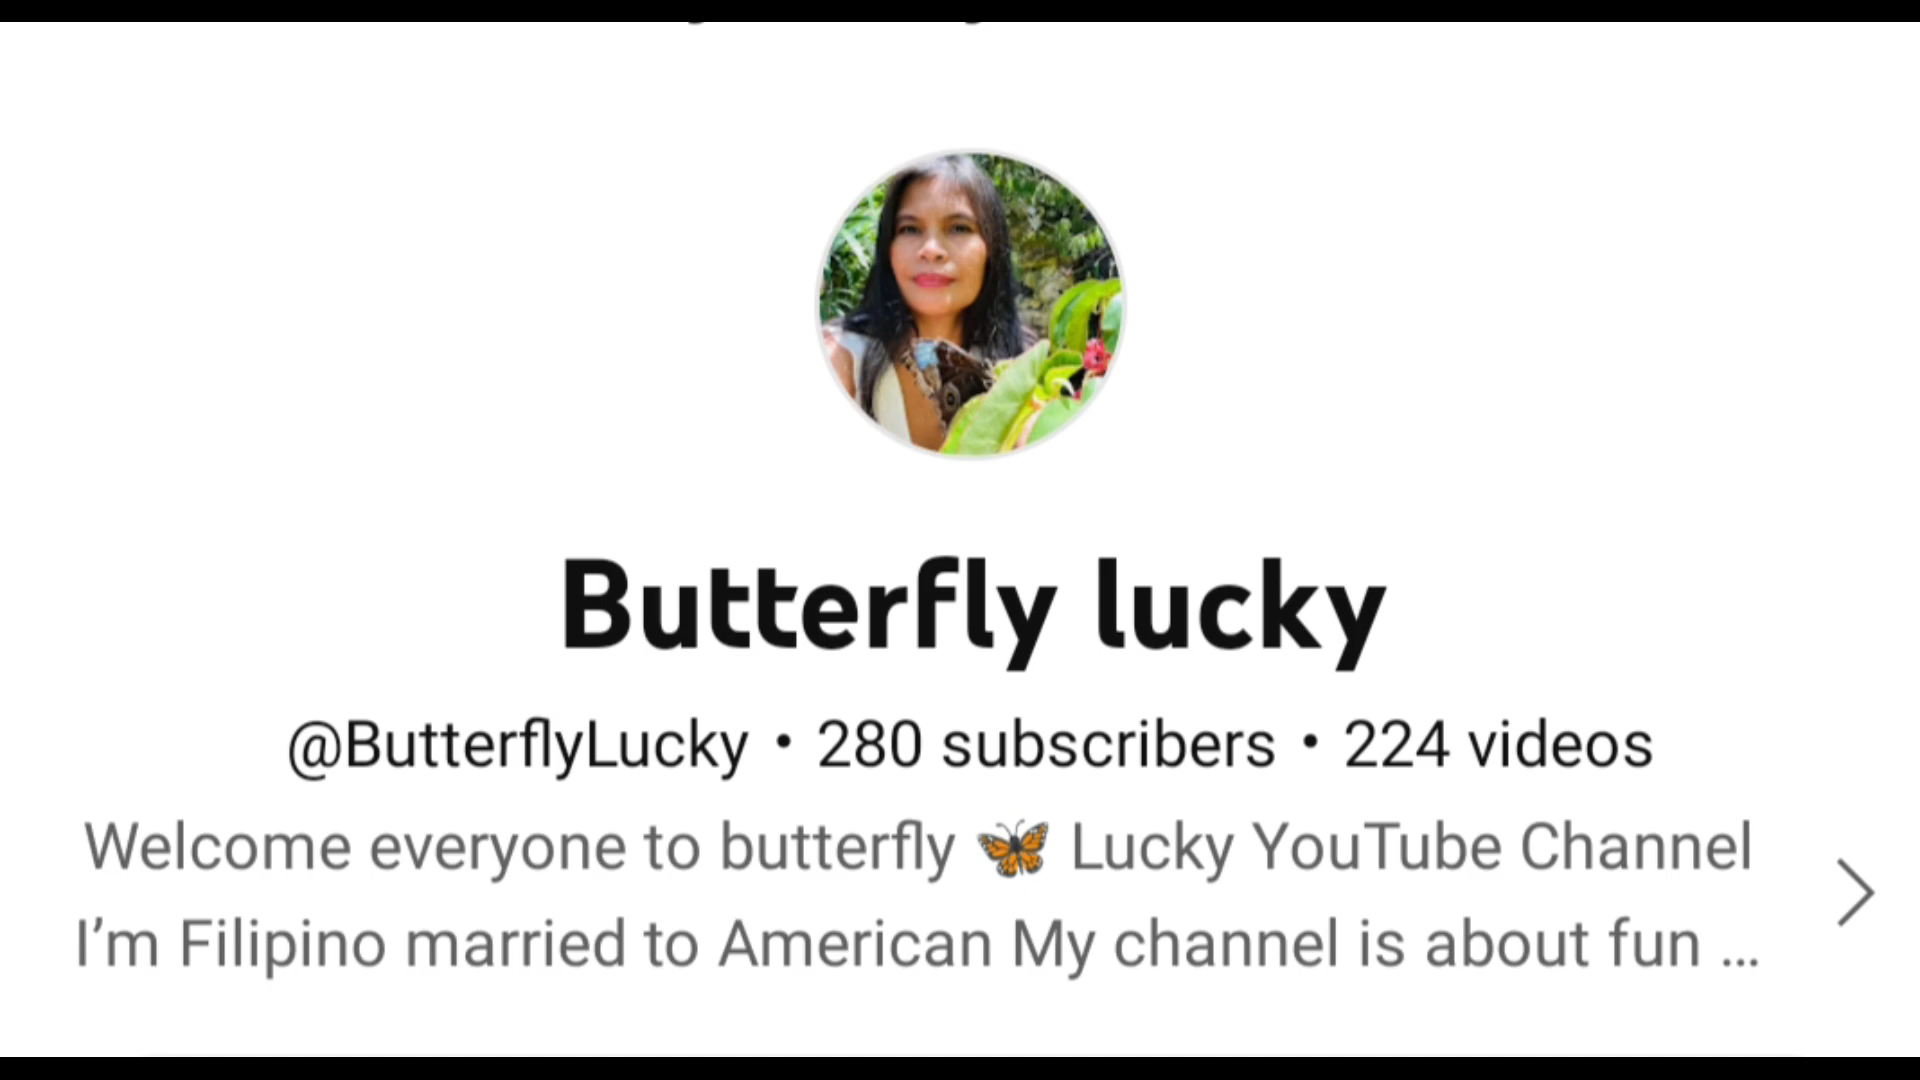 Butterfly lucky
@ButterflyLucky • 280 subscribers • 224 videos
Welcome everyone to butterfly 🦋 Lucky YouTube Channel
I’m Filipino married to American My channel is about fun ...